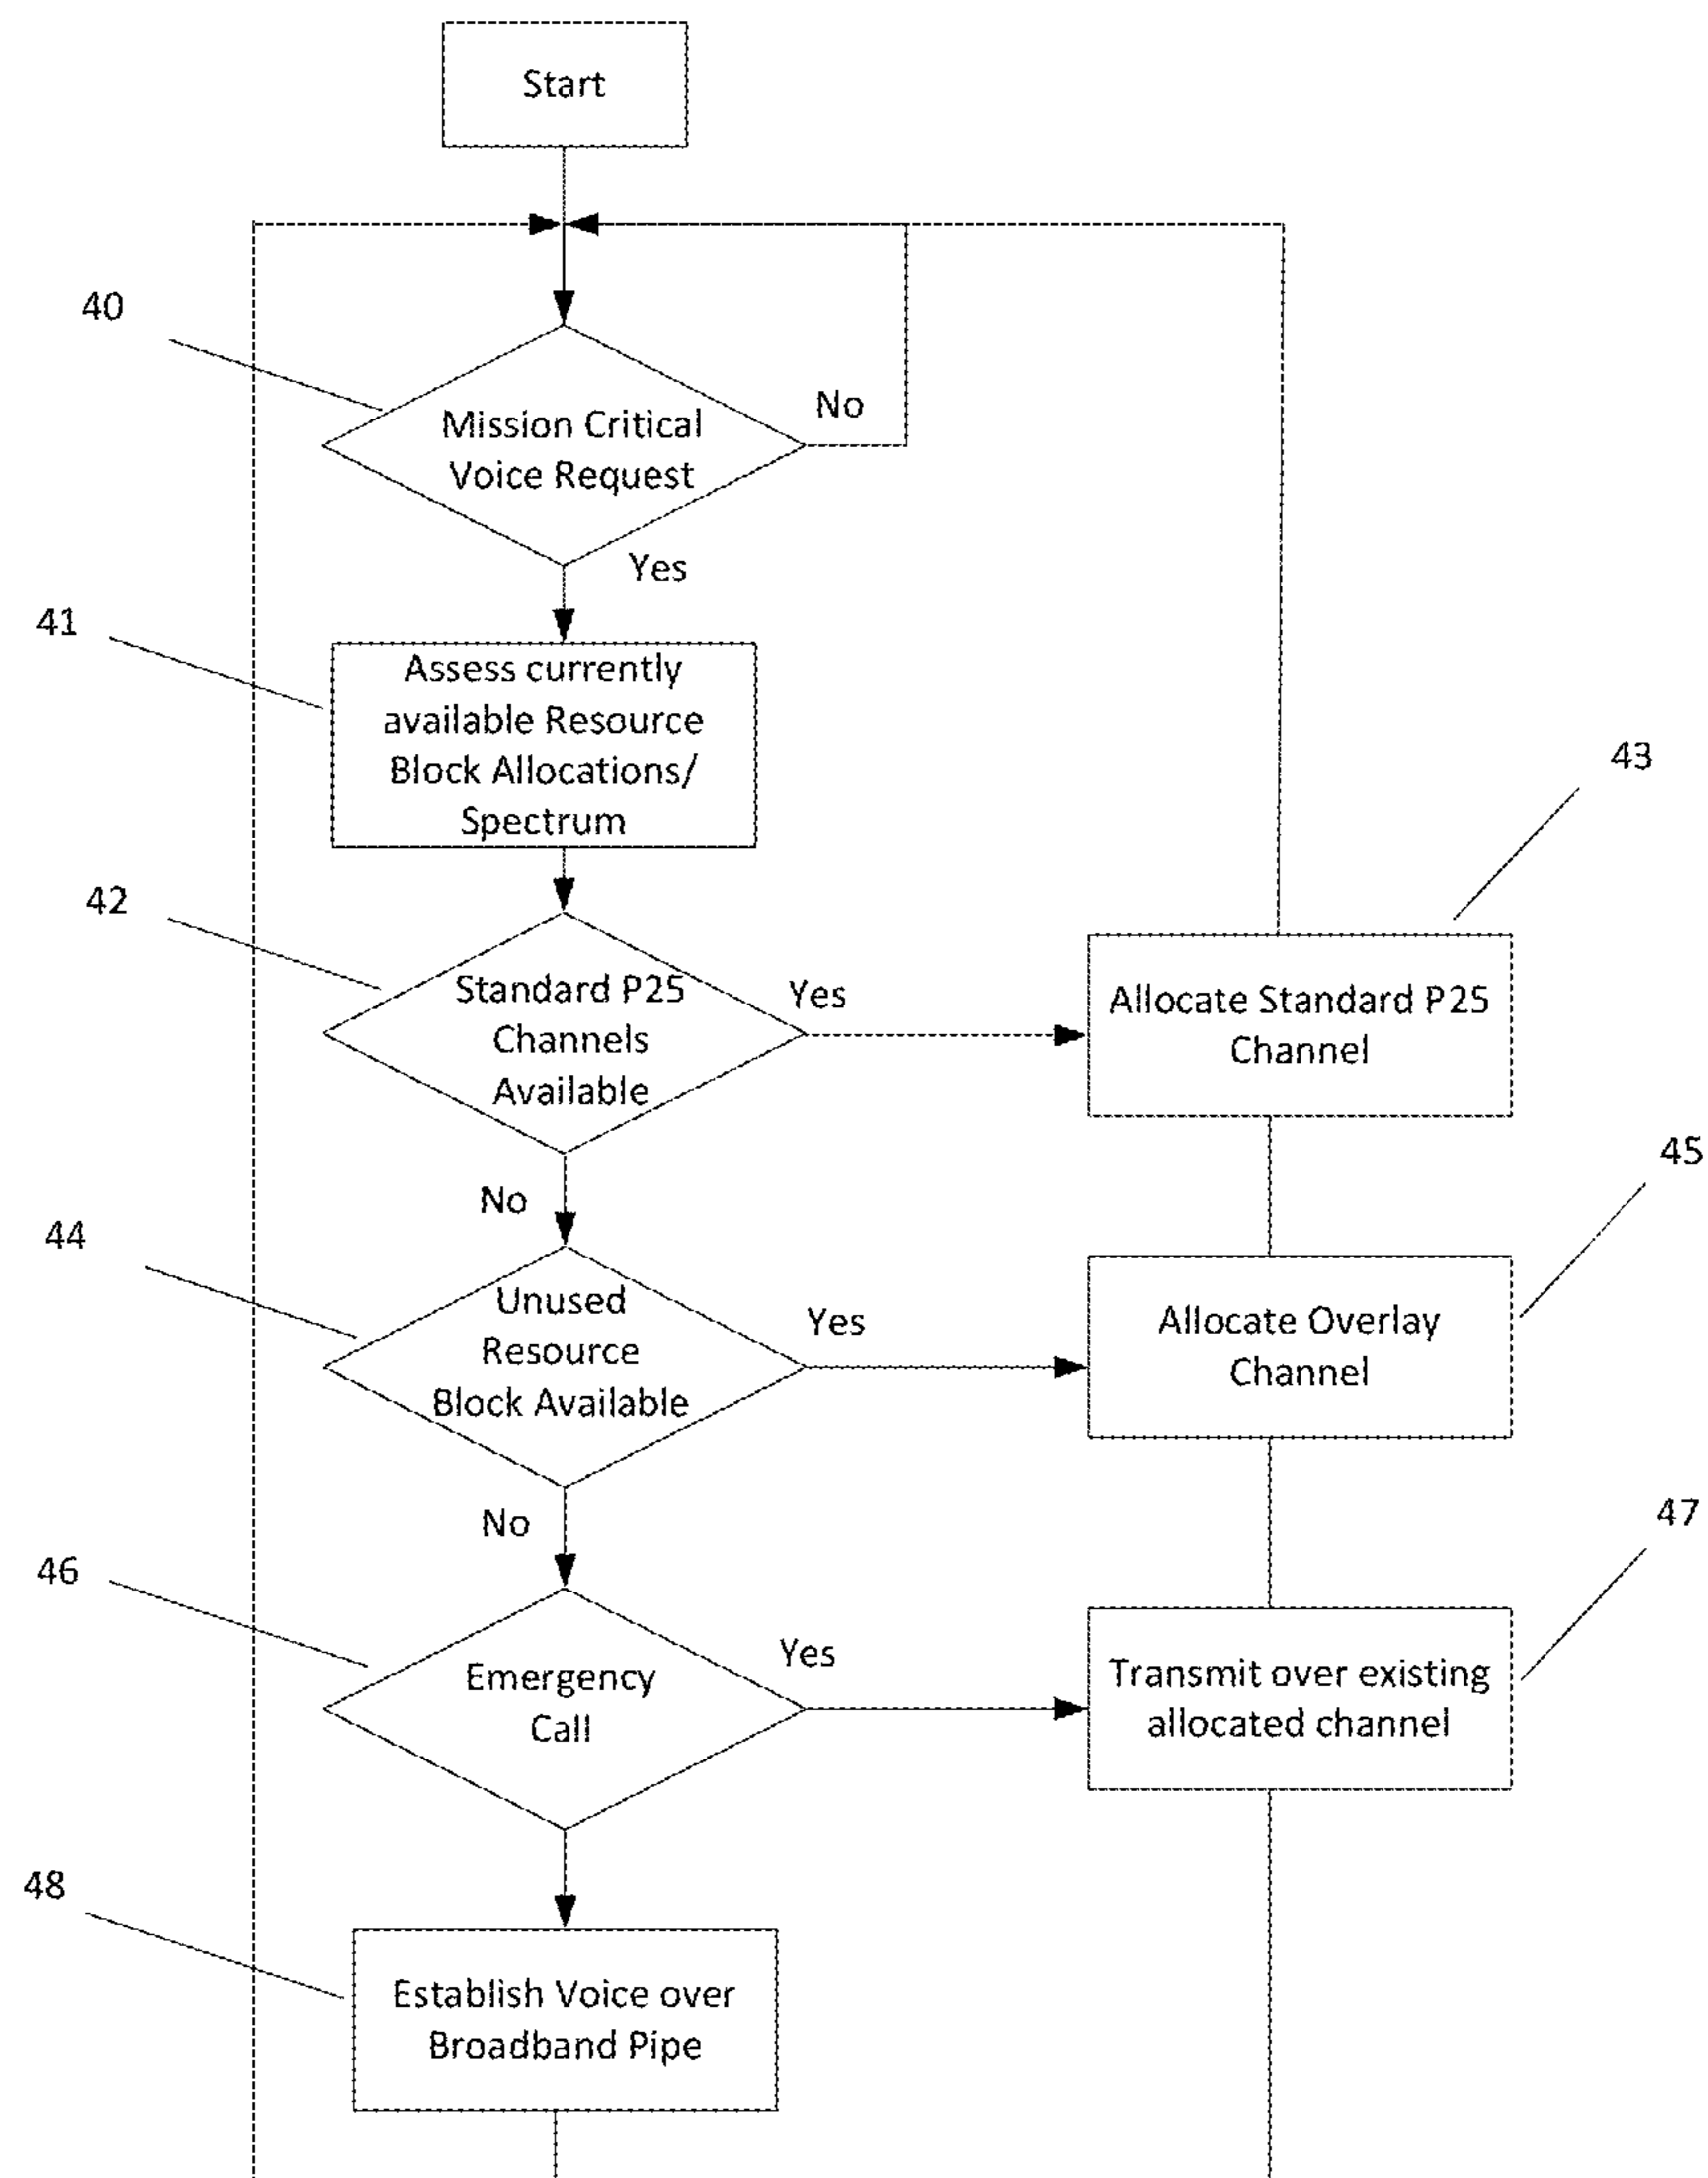 Start
40
Mission Critical
Voice Request
No
Yes
41
Assess currently
available Resource
Block Allocations/
Spectrum
42
Standard P25
Channels
Available
Yes
43
Allocate Standard P25
Channel
No
44
Unused
Resource
Block Available
Yes
45
Allocate Overlay
Channel
No
46
Emergency
Call
Yes
47
Transmit over existing
allocated channel
48
Establish Voice over
Broadband Pipe